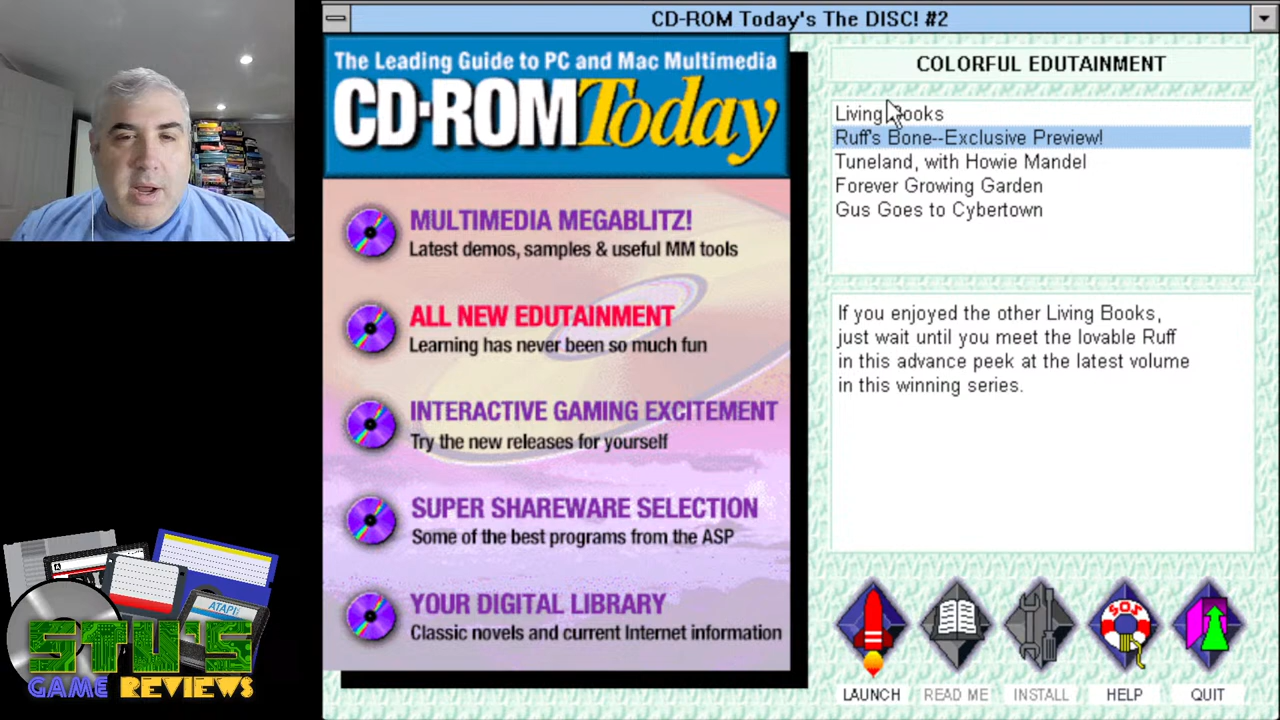 CD-ROM Today's The DISC! #2
The Leading Guide to PC and Mac Multimedia
CD-ROM Today
MULTIMEDIA MEGABLITZ!
Latest demos, samples & useful MM tools
ALL NEW EDUTAINMENT
Learning has never been so much fun
INTERACTIVE GAMING EXCITEMENT
Try the new releases for yourself
SUPER SHAREWARE SELECTION
Some of the best programs from the ASP
YOUR DIGITAL LIBRARY
Classic novels and current Internet information
COLORFUL EDUTAINMENT
Living Books
Ruff's Bone--Exclusive Preview!
Tuneland, with Howie Mandel
Forever Growing Garden
Gus Goes to Cybertown
If you enjoyed the other Living Books,
just wait until you meet the lovable Ruff
in this advance peek at the latest volume
in this winning series.
S.O.S
LAUNCH
READ ME
INSTALL
HELP
QUIT
A
ATAPI
STU'S
GAME REVIEWS